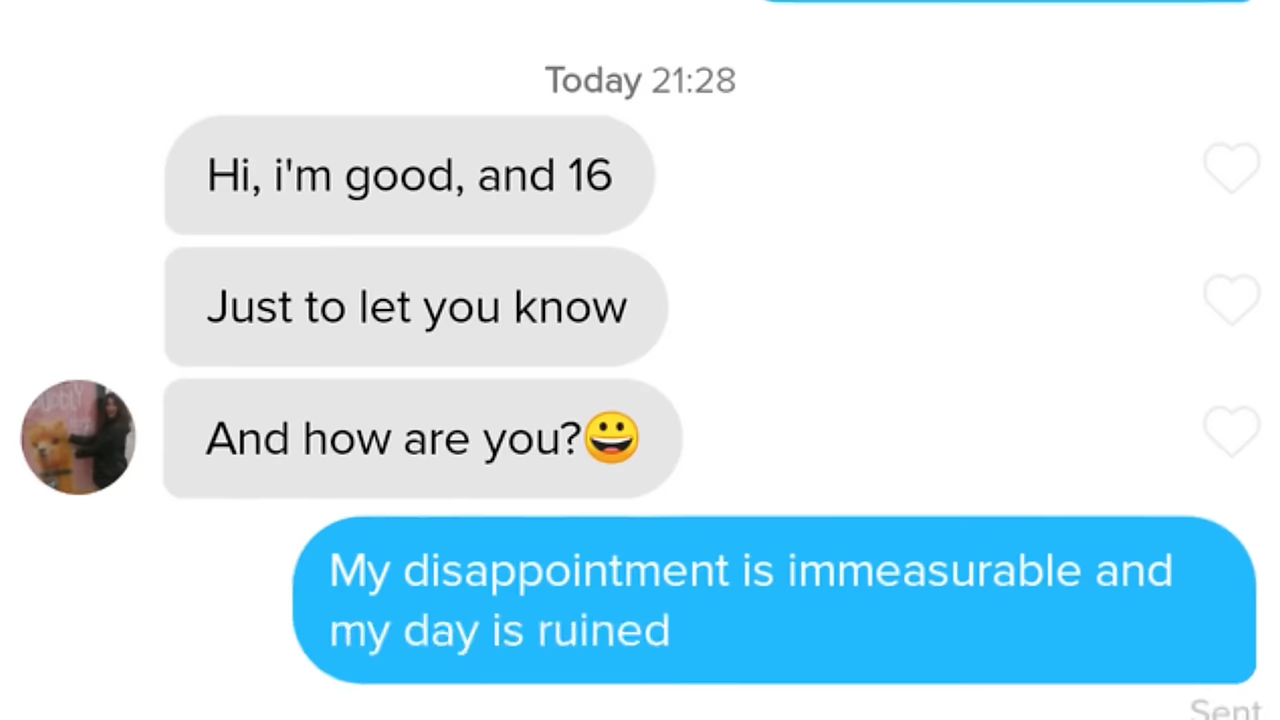 Today 21:28
Hi, i'm good, and 16
Just to let you know
And how are you?😀
My disappointment is immeasurable and
my day is ruined
Sent